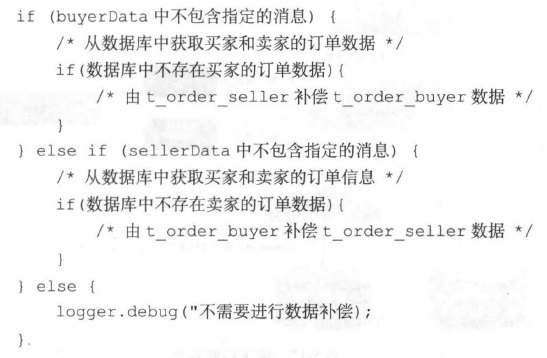 if (buyerData 中不包含指定的消息) {
    /* 从数据库中获取买家和卖家的订单数据 */
    if(数据库中不存在买家的订单数据){
        /* 由 t_order_seller 补偿 t_order_buyer 数据 */
    }
} else if (sellerData 中不包含指定的消息) {
    /* 从数据库中获取买家和卖家的订单信息 */
    if(数据库中不存在卖家的订单数据){
        /* 由 t_order_buyer 补偿 t_order_seller 数据 */
    }
} else {
    logger.debug("不需要进行数据补偿);
}.